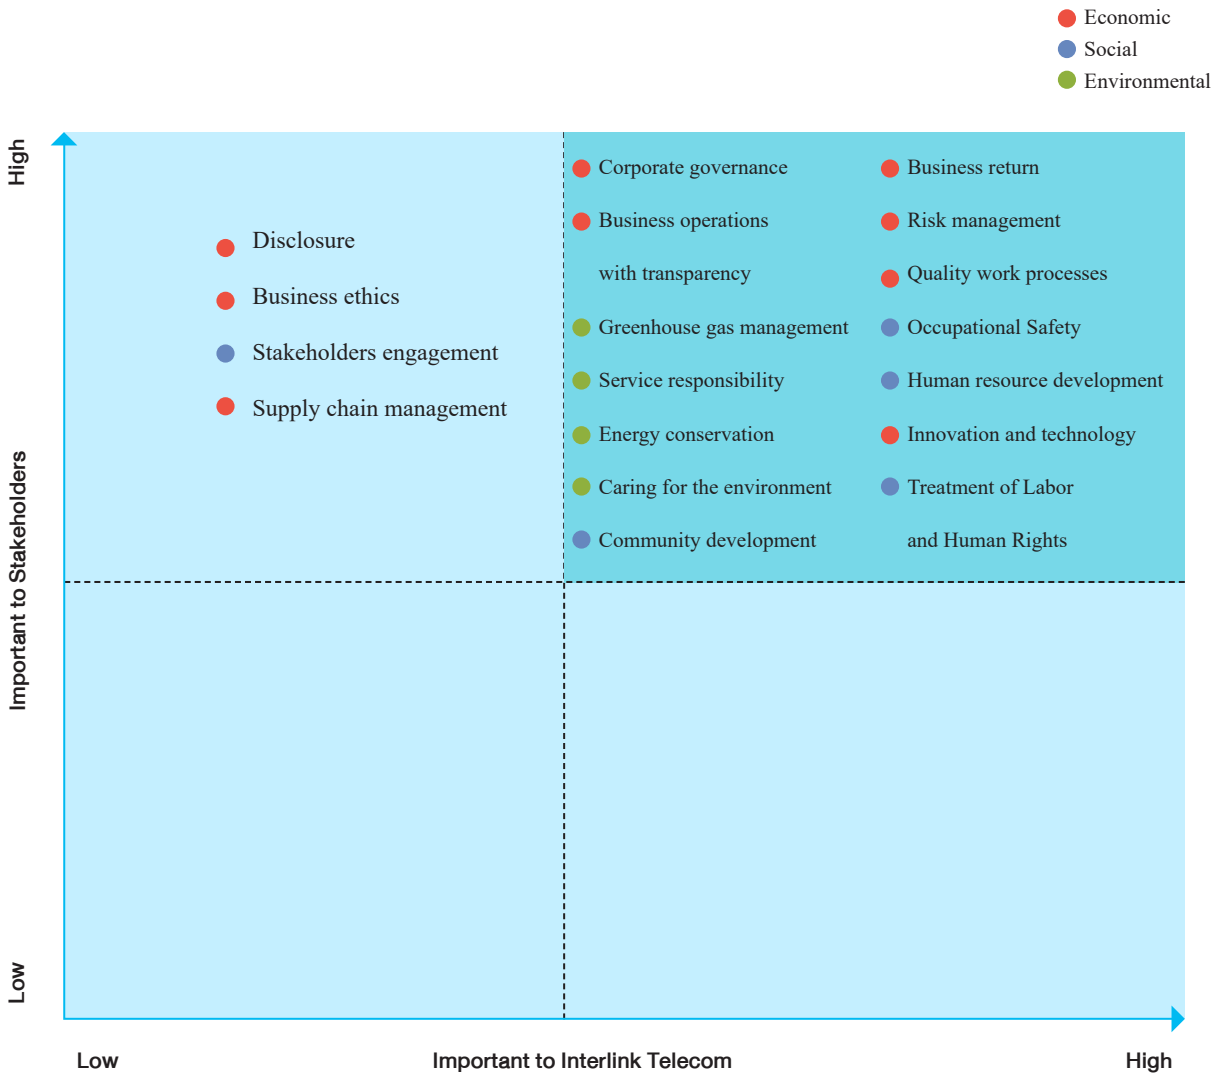 Economic
Social
Environmental
High
Important to Stakeholders
Low
Disclosure
Business ethics
Stakeholders engagement
Supply chain management
Corporate governance
Business operations
with transparency
Greenhouse gas management
Service responsibility
Energy conservation
Caring for the environment
Community development
Business return
Risk management
Quality work processes
Occupational Safety
Human resource development
Innovation and technology
Treatment of Labor
and Human Rights
Low
Important to Interlink Telecom
High